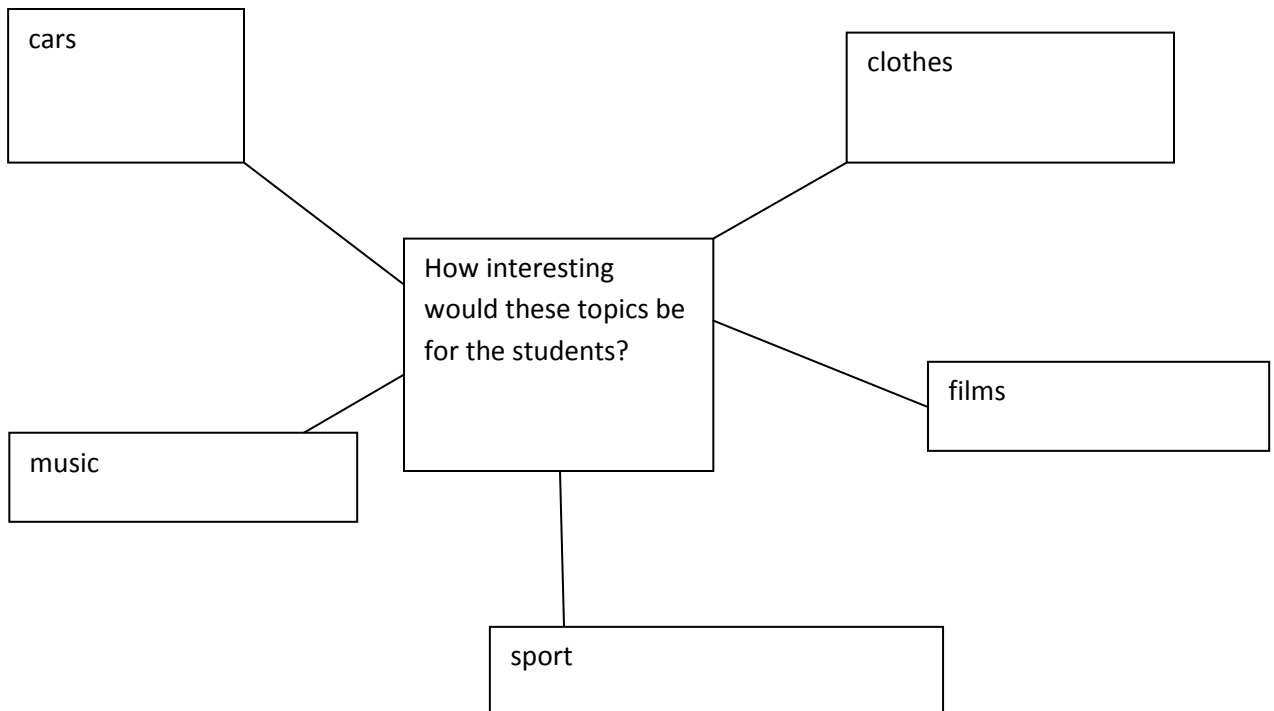 cars
clothes
How interesting
would these topics be
for the students?
films
music
sport